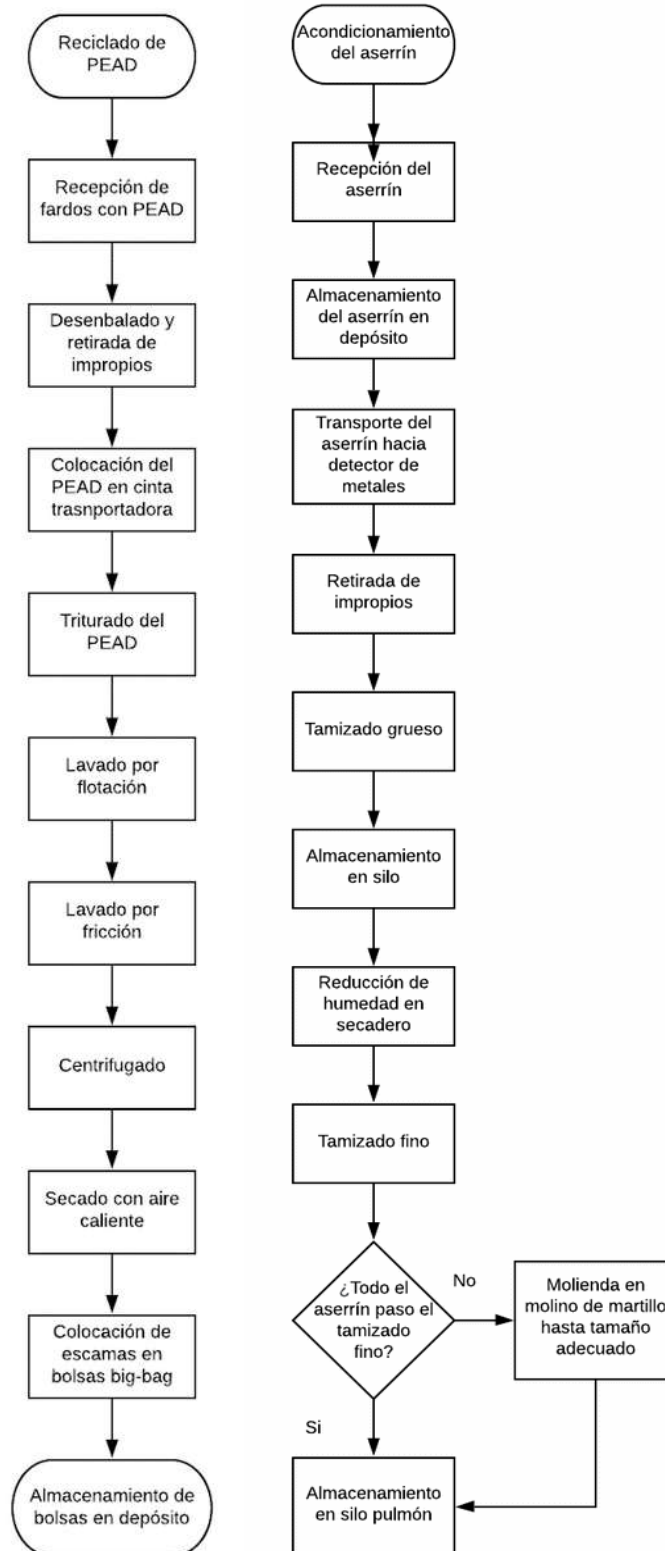 Reciclado de
PEAD
Recepción de
fardos con PEAD
Desenbalado y
retirada de
impropios
Colocación del
PEAD en cinta
trasnportadora
Triturado del
PEAD
Lavado por
flotación
Lavado por
fricción
Centrifugado
Secado con aire
caliente
Colocación de
escamas en
bolsas big-bag
Almacenamiento de
bolsas en depósito
Acondicionamiento
del aserrín
Recepción del
aserrín
Almacenamiento
del aserrín en
depósito
Transporte del
aserrín hacia
detector de
metales
Retirada de
impropios
Tamizado grueso
Almacenamiento
en silo
Reducción de
humedad en
secadero
Tamizado fino
¿Todo el
aserrín paso el
tamizado
fino?
No
Molienda en
molino de martillo
hasta tamaño
adecuado
Si
Almacenamiento
en silo pulmón